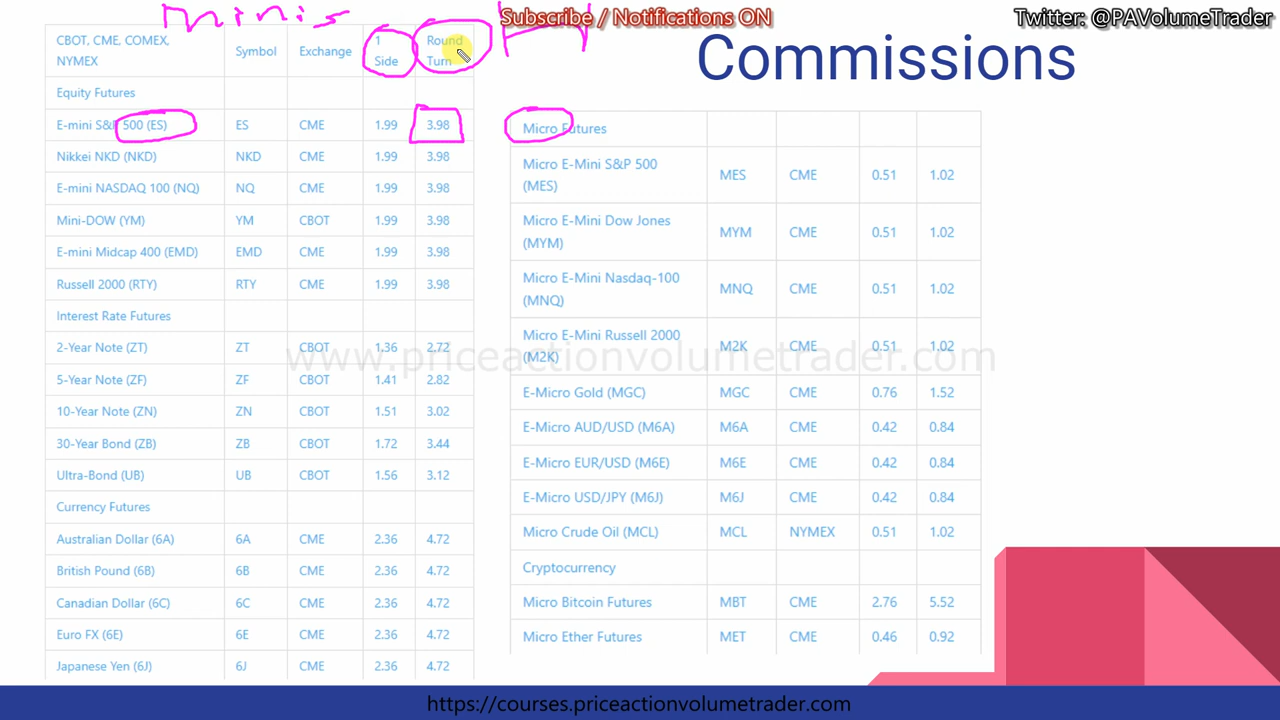 minis
Subscribe / Notifications ON
Twitter: @PAVolumeTrader
Commissions
CBOT, CME, COMEX, NYMEX Symbol Exchange 1 Side Round Turn
Equity Futures
E-mini S&P 500 (ES) ES CME 1.99 3.98
Nikkei NKD (NKD) NKD CME 1.99 3.98
E-mini NASDAQ 100 (NQ) NQ CME 1.99 3.98
Mini-DOW (YM) YM CBOT 1.99 3.98
E-mini Midcap 400 (EMD) EMD CME 1.99 3.98
Russell 2000 (RTY) RTY CME 1.99 3.98
Interest Rate Futures
2-Year Note (ZT) ZT CBOT 1.36 2.72
5-Year Note (ZF) ZF CBOT 1.41 2.82
10-Year Note (ZN) ZN CBOT 1.51 3.02
30-Year Bond (ZB) ZB CBOT 1.72 3.44
Ultra-Bond (UB) UB CBOT 1.56 3.12
Currency Futures
Australian Dollar (6A) 6A CME 2.36 4.72
British Pound (6B) 6B CME 2.36 4.72
Canadian Dollar (6C) 6C CME 2.36 4.72
Euro FX (6E) 6E CME 2.36 4.72
Japanese Yen (6J) 6J CME 2.36 4.72
Micro Futures
Micro E-Mini S&P 500 (MES) MES CME 0.51 1.02
Micro E-Mini Dow Jones (MYM) MYM CME 0.51 1.02
Micro E-Mini Nasdaq-100 (MNQ) MNQ CME 0.51 1.02
Micro E-Mini Russell 2000 (M2K) M2K CME 0.51 1.02
E-Micro Gold (MGC) MGC CME 0.76 1.52
E-Micro AUD/USD (M6A) M6A CME 0.42 0.84
E-Micro EUR/USD (M6E) M6E CME 0.42 0.84
E-Micro USD/JPY (M6J) M6J CME 0.42 0.84
Micro Crude Oil (MCL) MCL NYMEX 0.51 1.02
Cryptocurrency
Micro Bitcoin Futures MBT CME 2.76 5.52
Micro Ether Futures MET CME 0.46 0.92
www.priceactionvolumetrader.com
https://courses.priceactionvolumetrader.com